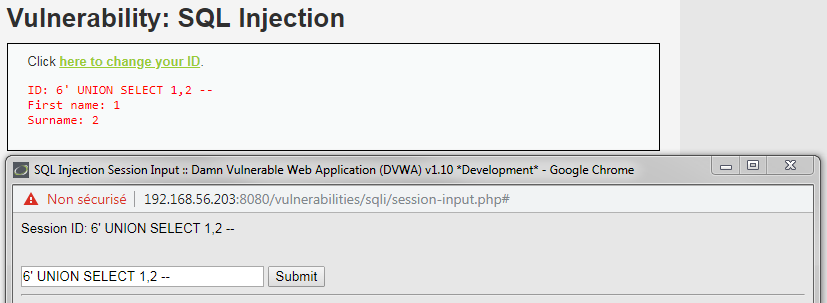 Vulnerability: SQL Injection
Click here to change your ID.
ID: 6' UNION SELECT 1,2 --
First name: 1
Surname: 2
SQL Injection Session Input :: Damn Vulnerable Web Application (DVWA) v1.10 *Development* - Google Chrome
Non sécurisé | 192.168.56.203:8080/vulnerabilities/sqli/session-input.php#
Session ID: 6' UNION SELECT 1,2 --
6' UNION SELECT 1,2 -- Submit